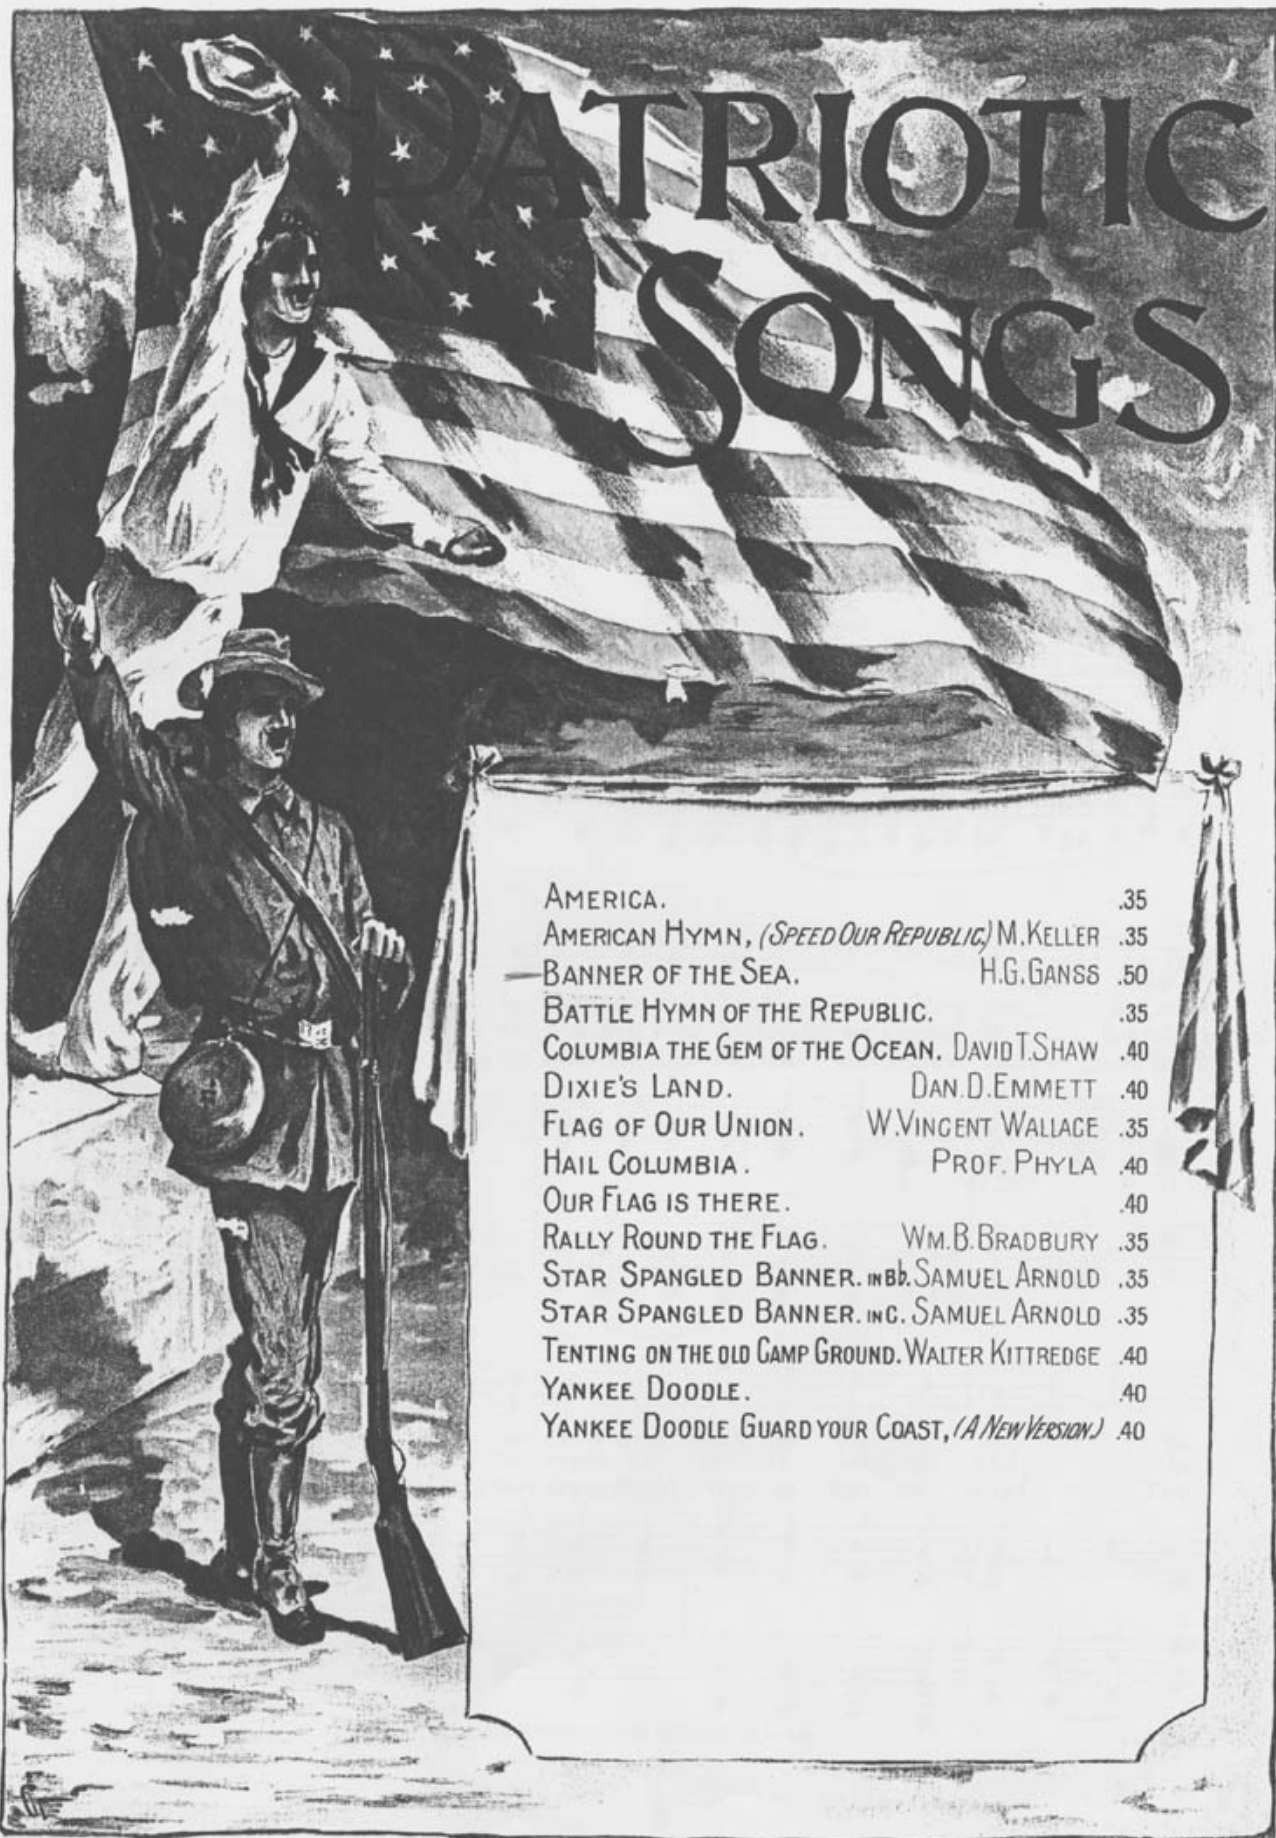 PATRIOTIC
SONGS
AMERICA. .35
AMERICAN HYMN, (SPEED OUR REPUBLIC.) M. KELLER .35
BANNER OF THE SEA. H.G. GANSS .50
BATTLE HYMN OF THE REPUBLIC. .35
COLUMBIA THE GEM OF THE OCEAN. DAVID T. SHAW .40
DIXIE'S LAND. DAN. D. EMMETT .40
FLAG OF OUR UNION. W. VINCENT WALLACE .35
HAIL COLUMBIA. PROF. PHYLA .40
OUR FLAG IS THERE. .40
RALLY ROUND THE FLAG. WM. B. BRADBURY .35
STAR SPANGLED BANNER. IN Bb. SAMUEL ARNOLD .35
STAR SPANGLED BANNER. IN C. SAMUEL ARNOLD .35
TENTING ON THE OLD CAMP GROUND. WALTER KITTREDGE .40
YANKEE DOODLE. .40
YANKEE DOODLE GUARD YOUR COAST, (A NEW VERSION.) .40